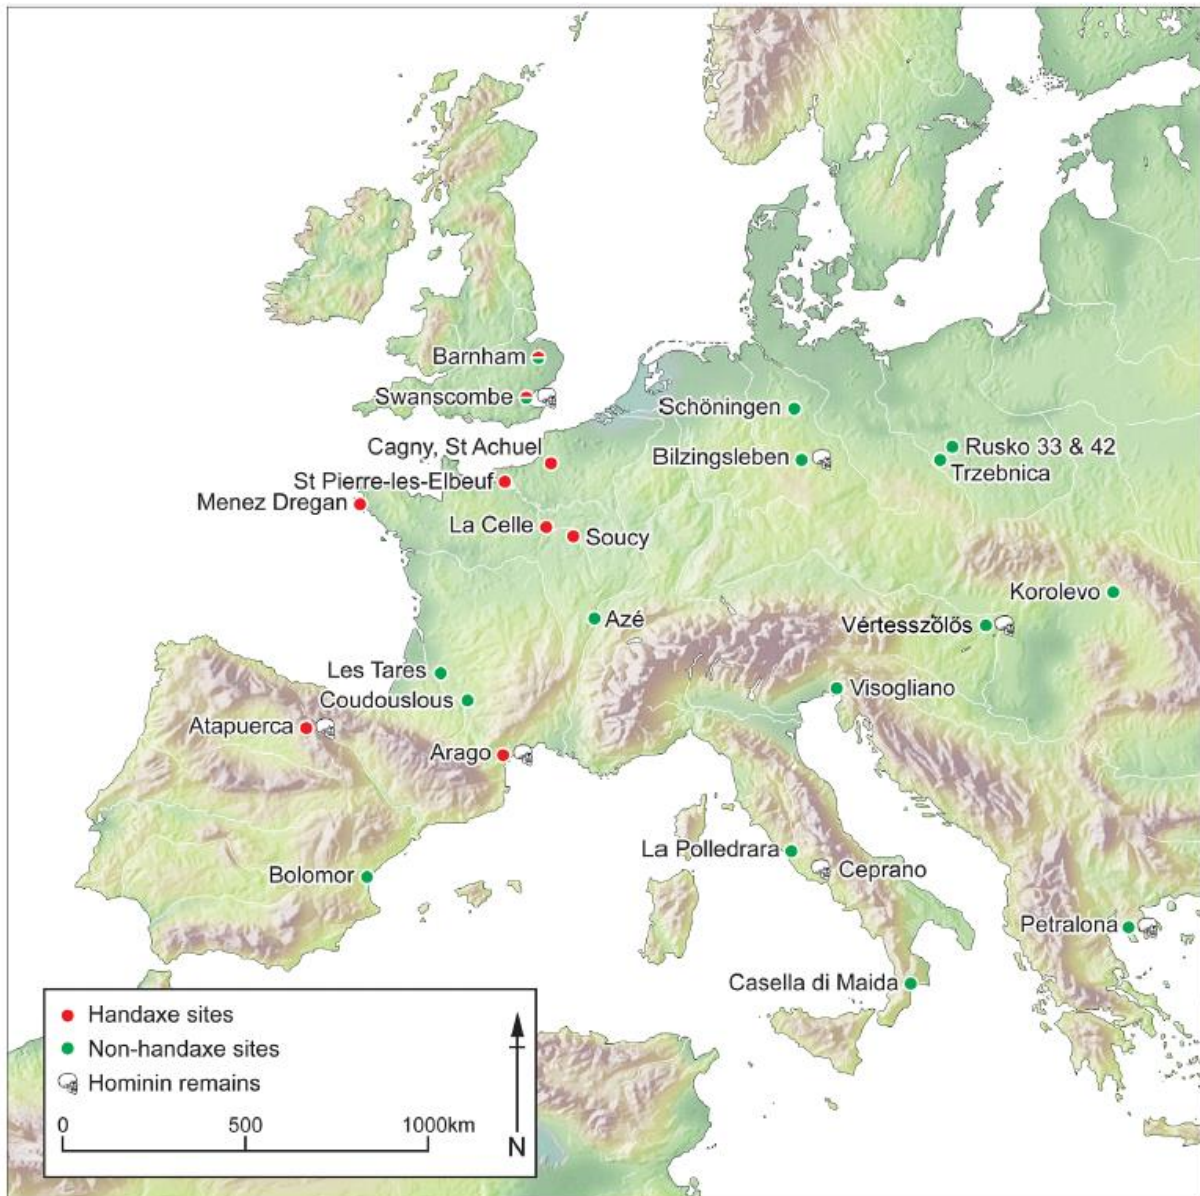 Barnham
Swanscombe
Schöningen
Cagny, St Achuel
Rusko 33 & 42
Bilzingsleben
Trzebnica
St Pierre-les-Elbeuf
Menez Dregan
La Celle
Soucy
Korolevo
Azé
Vértesszõlõs
Les Tares
Visogliano
Coudouslous
Atapuerca
Arago
La Polledrara
Ceprano
Bolomor
Petralona
Casella di Maida
Handaxe sites
Non-handaxe sites
Hominin remains
0 500 1000km
N